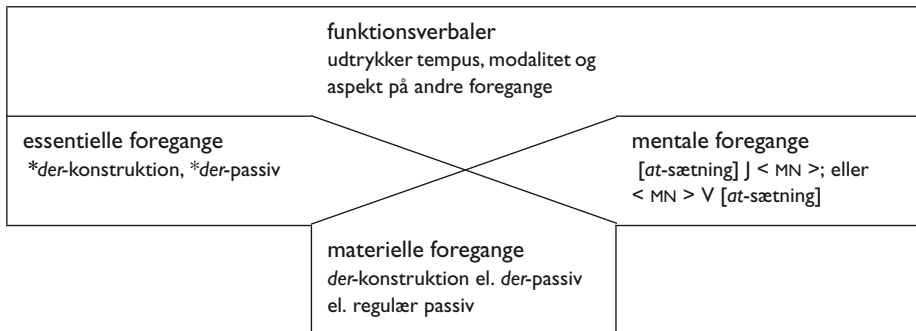 funktionsverbaler
udtrykker tempus, modalitet og
aspekt på andre foregange
essentielle foregange
*der-konstruktion, *der-passiv
mentale foregange
[at-sætning] J < MN >; eller
< MN > V [at-sætning]
materielle foregange
der-konstruktion el. der-passiv
el. regulær passiv